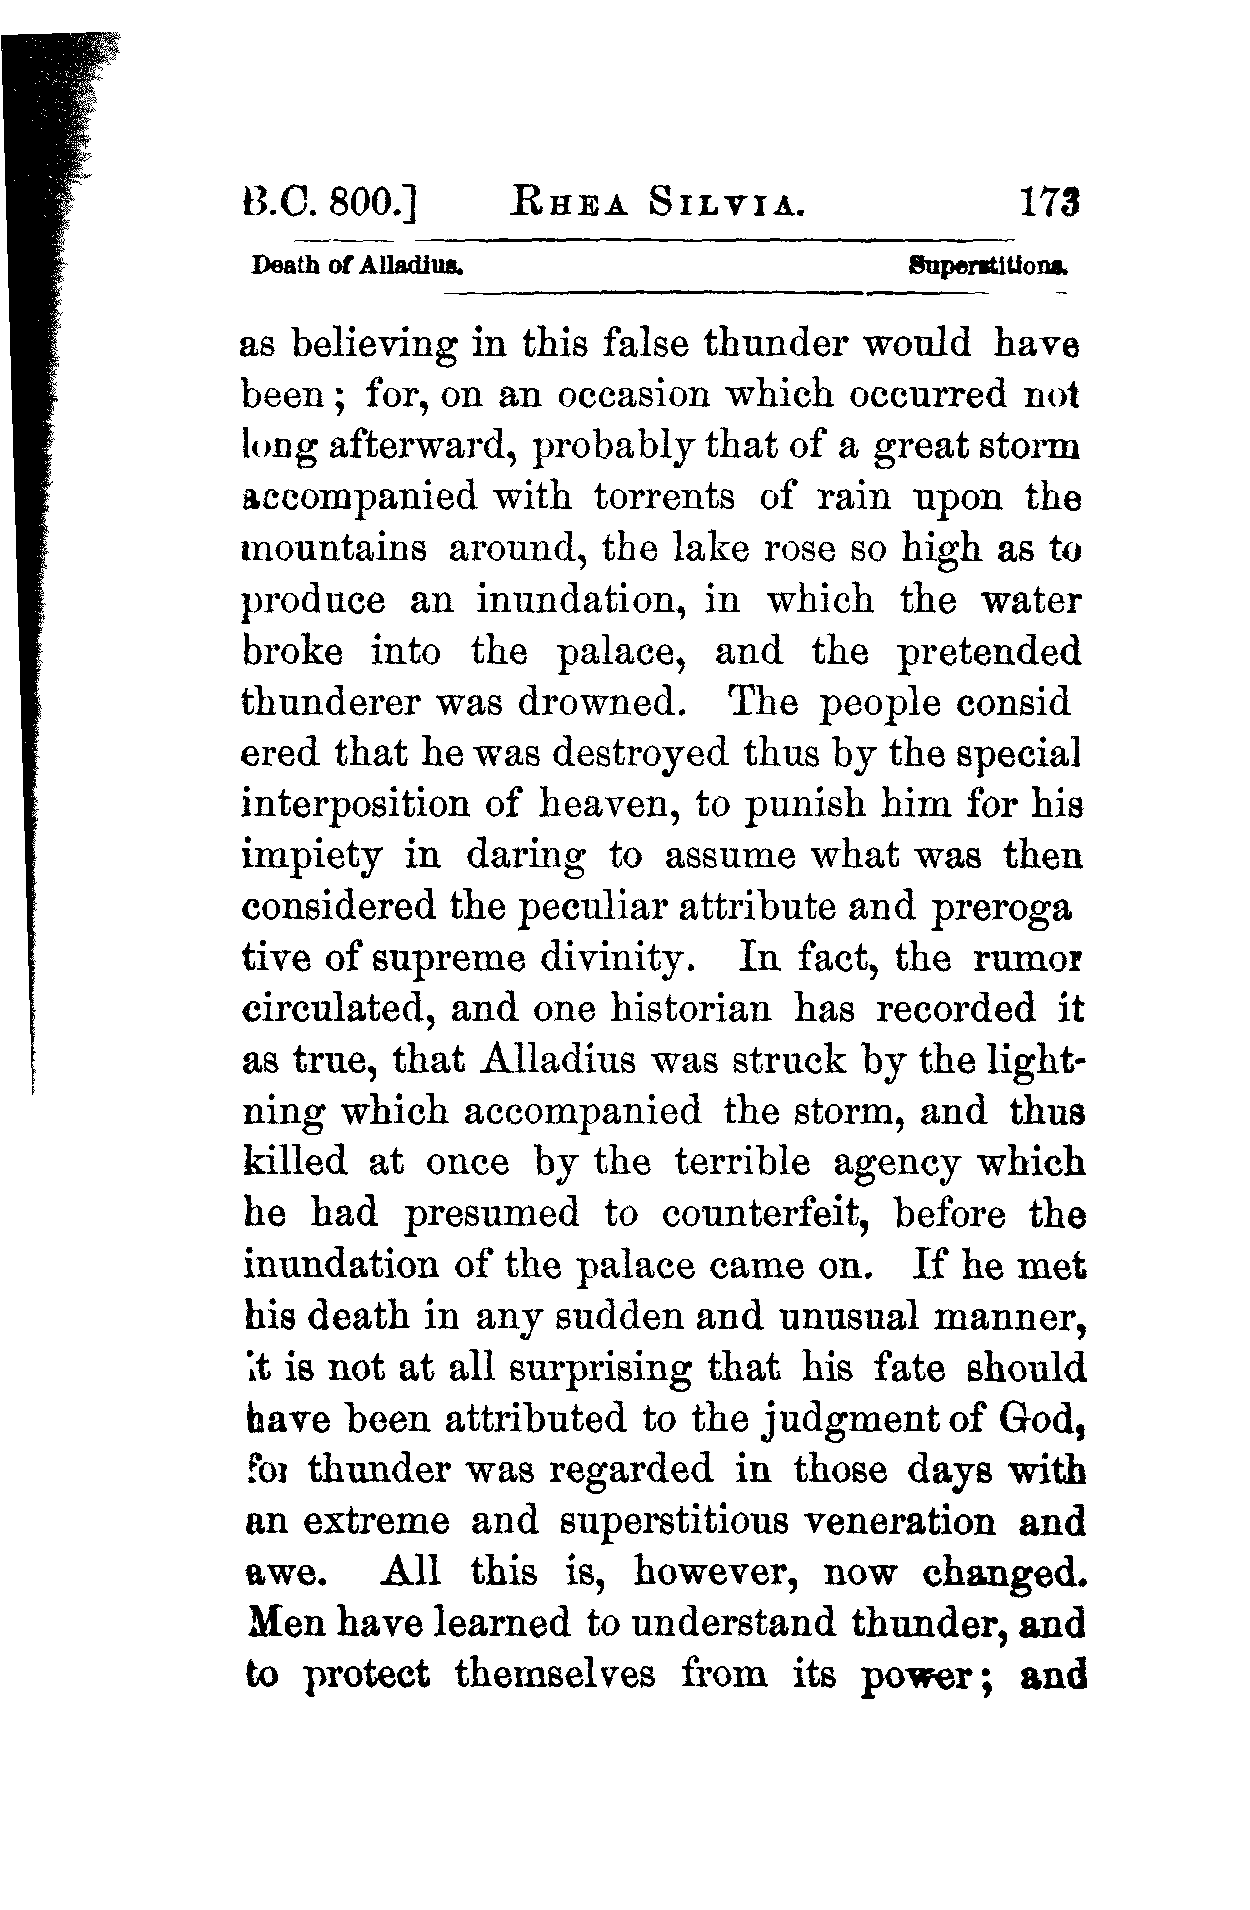 B.C. 800.] RHEA SILVIA. 173
Death of Alladius. Superstitions.
as believing in this false thunder would have
been; for, on an occasion which occurred not
long afterward, probably that of a great storm
accompanied with torrents of rain upon the
mountains around, the lake rose so high as to
produce an inundation, in which the water
broke into the palace, and the pretended
thunderer was drowned. The people consid
ered that he was destroyed thus by the special
interposition of heaven, to punish him for his
impiety in daring to assume what was then
considered the peculiar attribute and preroga
tive of supreme divinity. In fact, the rumor
circulated, and one historian has recorded it
as true, that Alladius was struck by the light-
ning which accompanied the storm, and thus
killed at once by the terrible agency which
he had presumed to counterfeit, before the
inundation of the palace came on. If he met
his death in any sudden and unusual manner,
it is not at all surprising that his fate should
have been attributed to the judgment of God,
for thunder was regarded in those days with
an extreme and superstitious veneration and
awe. All this is, however, now changed.
Men have learned to understand thunder, and
to protect themselves from its power; and